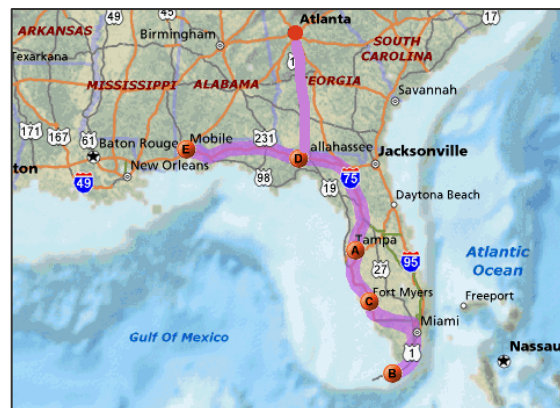 ARKANSAS
49
45
Atlanta
17
Birmingham
SOUTH
CAROLINA
Texarkana
MISSISSIPPI
ALABAMA
EORGIA
Savannah
171
167
61
Baton Rouge
E
Mobile
231
D
allahassee
Jacksonville
ton
49
New Orleans
98
19
75
Daytona Beach
A
Tampa
95
Atlantic
Ocean
27
C
Fort Myers
Freeport
Gulf Of Mexico
Miami
1
Nassau
B